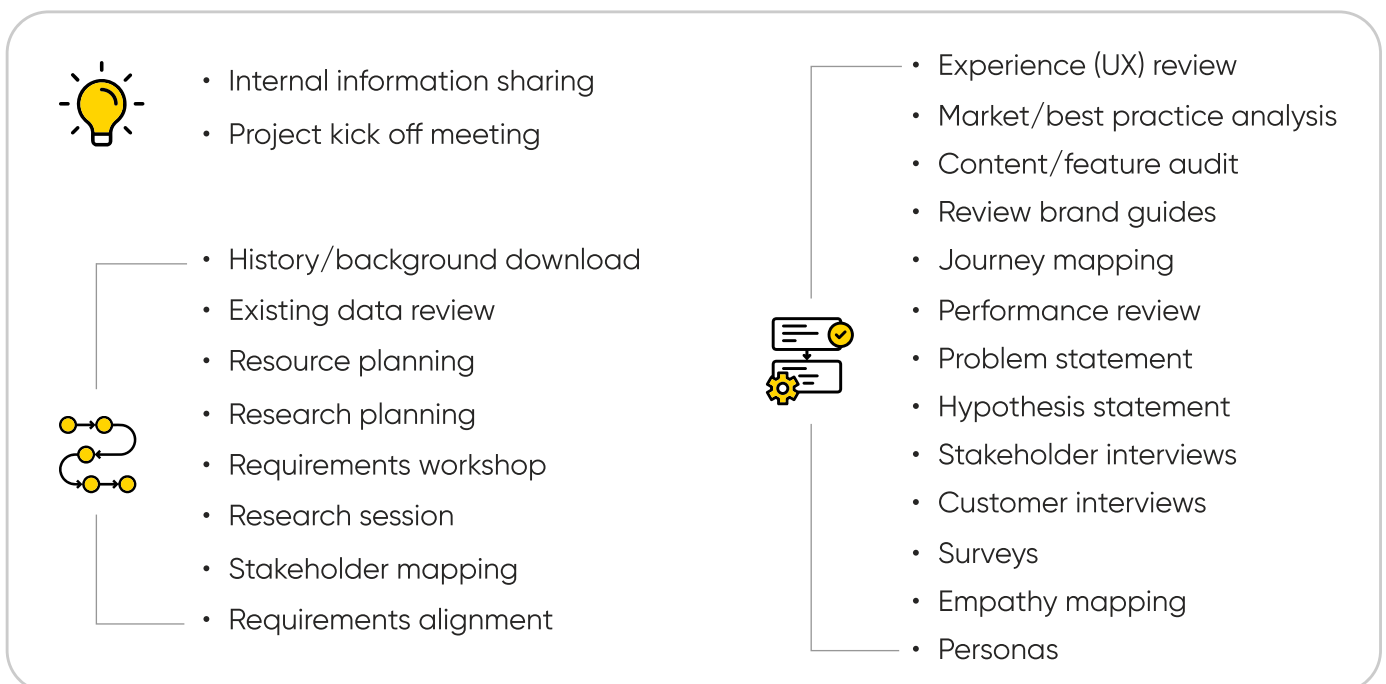 • Internal information sharing
• Project kick off meeting
• History/background download
• Existing data review
• Resource planning
• Research planning
• Requirements workshop
• Research session
• Stakeholder mapping
• Requirements alignment
• Experience (UX) review
• Market/best practice analysis
• Content/feature audit
• Review brand guides
• Journey mapping
• Performance review
• Problem statement
• Hypothesis statement
• Stakeholder interviews
• Customer interviews
• Surveys
• Empathy mapping
• Personas